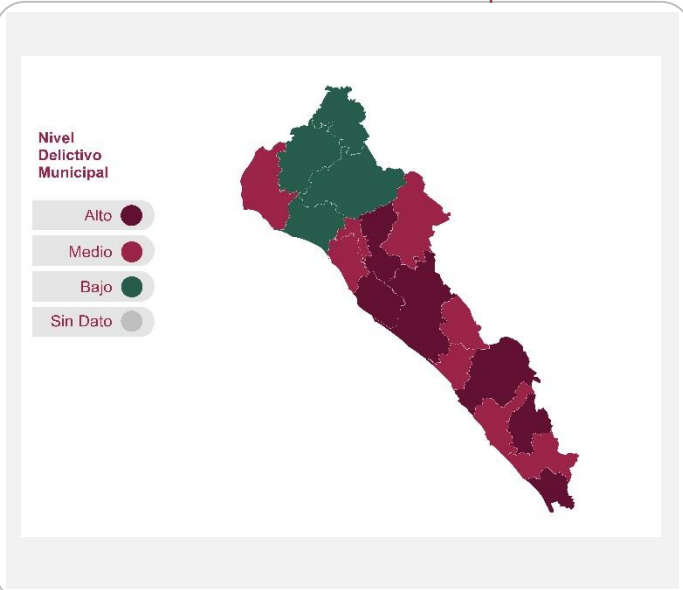 Nivel
Delictivo
Municipal
Alto
Medio
Bajo
Sin Dato